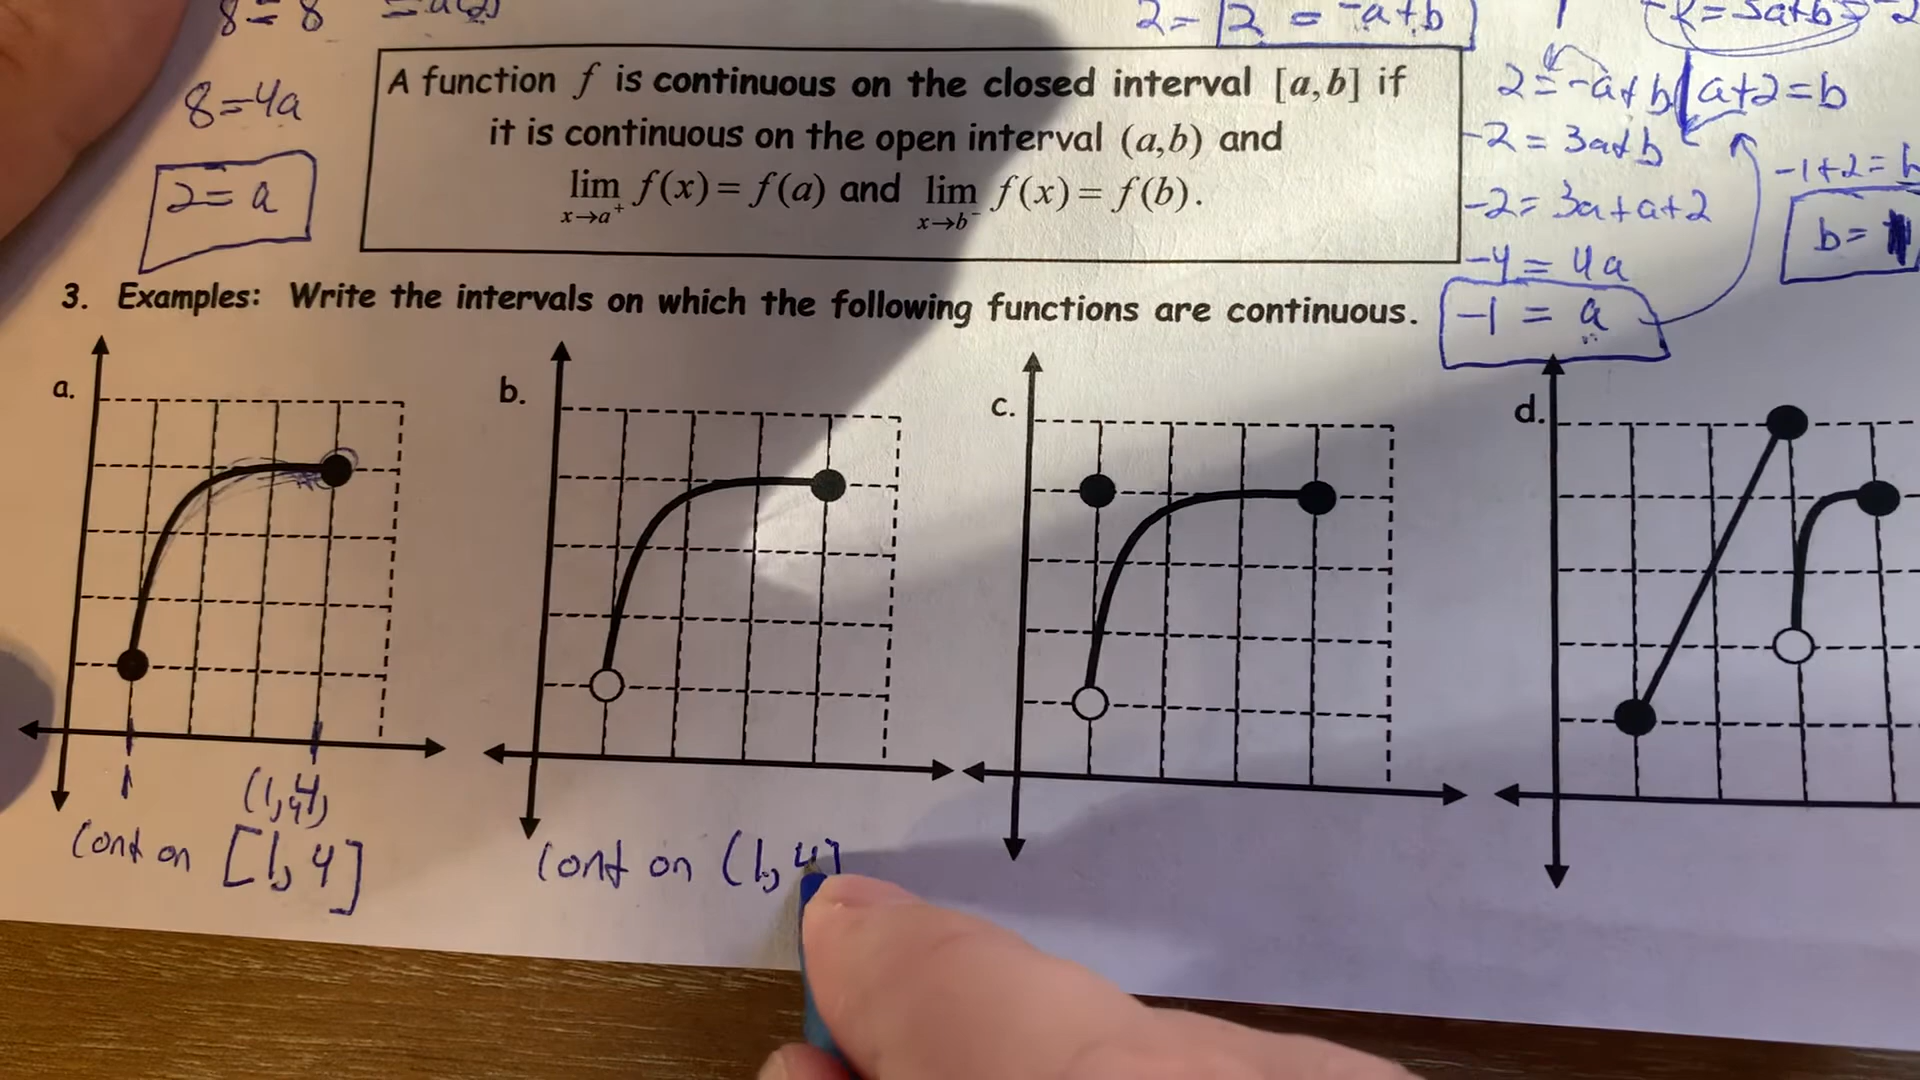 8 = 8
2 = 2 = -a+b
8=4a
2 = a
A function f is continuous on the closed interval [a,b] if
it is continuous on the open interval (a,b) and
lim x→a⁺ f(x) = f(a) and lim x→b⁻ f(x) = f(b).
2 = -a+b
a+2=b
-2 = 3a+b
-2 = 3a+a+2
-4 = 4a
-1 = a
-1+2 = b
b =
3. Examples: Write the intervals on which the following functions are continuous.
a.
b.
c.
d.
1
(1,4)
Cont on [1, 4]
Cont on (1, 4]